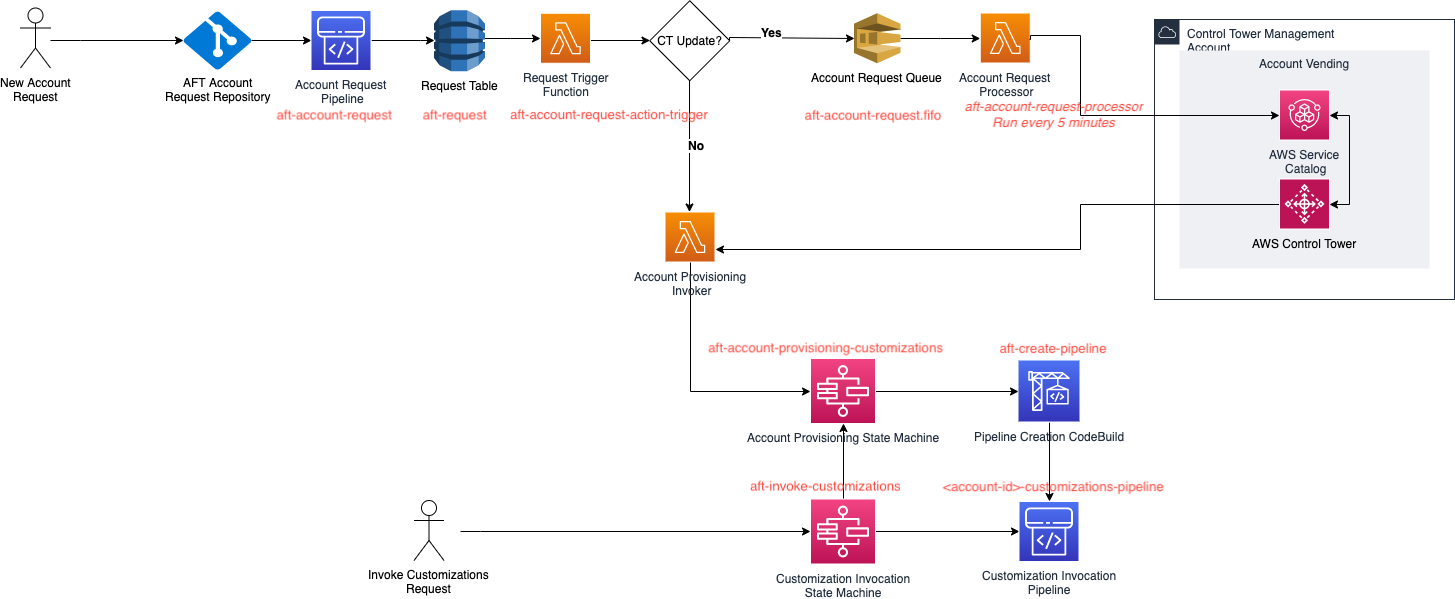 New Account
Request
AFT Account
Request Repository
Account Request
Pipeline
aft-account-request
Request Table
aft-request
Request Trigger
Function
aft-account-request-action-trigger
CT Update?
Yes
No
Account Request Queue
aft-account-request.fifo
Account Request
Processor
aft-account-request-processor
Run every 5 minutes
Control Tower Management
Account
Account Vending
AWS Service
Catalog
AWS Control Tower
Account Provisioning
Invoker
aft-account-provisioning-customizations
Account Provisioning State Machine
aft-create-pipeline
Pipeline Creation CodeBuild
aft-invoke-customizations
Customization Invocation
State Machine
<account-id>-customizations-pipeline
Customization Invocation
Pipeline
Invoke Customizations
Request